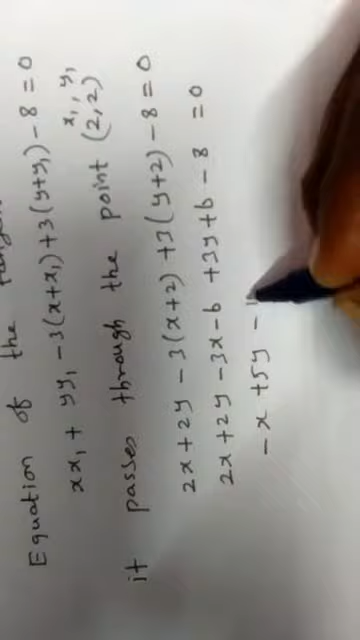 Equation of the tangen
xx₁ + yy₁ - 3(x+x₁) + 3(y+y₁) - 8 = 0
x₁, y₁
it passes through the point (2,2)
2x + 2y - 3(x+2) + 3(y+2) - 8 = 0
2x + 2y - 3x - 6 + 3y + 6 - 8 = 0
- x + 5y -